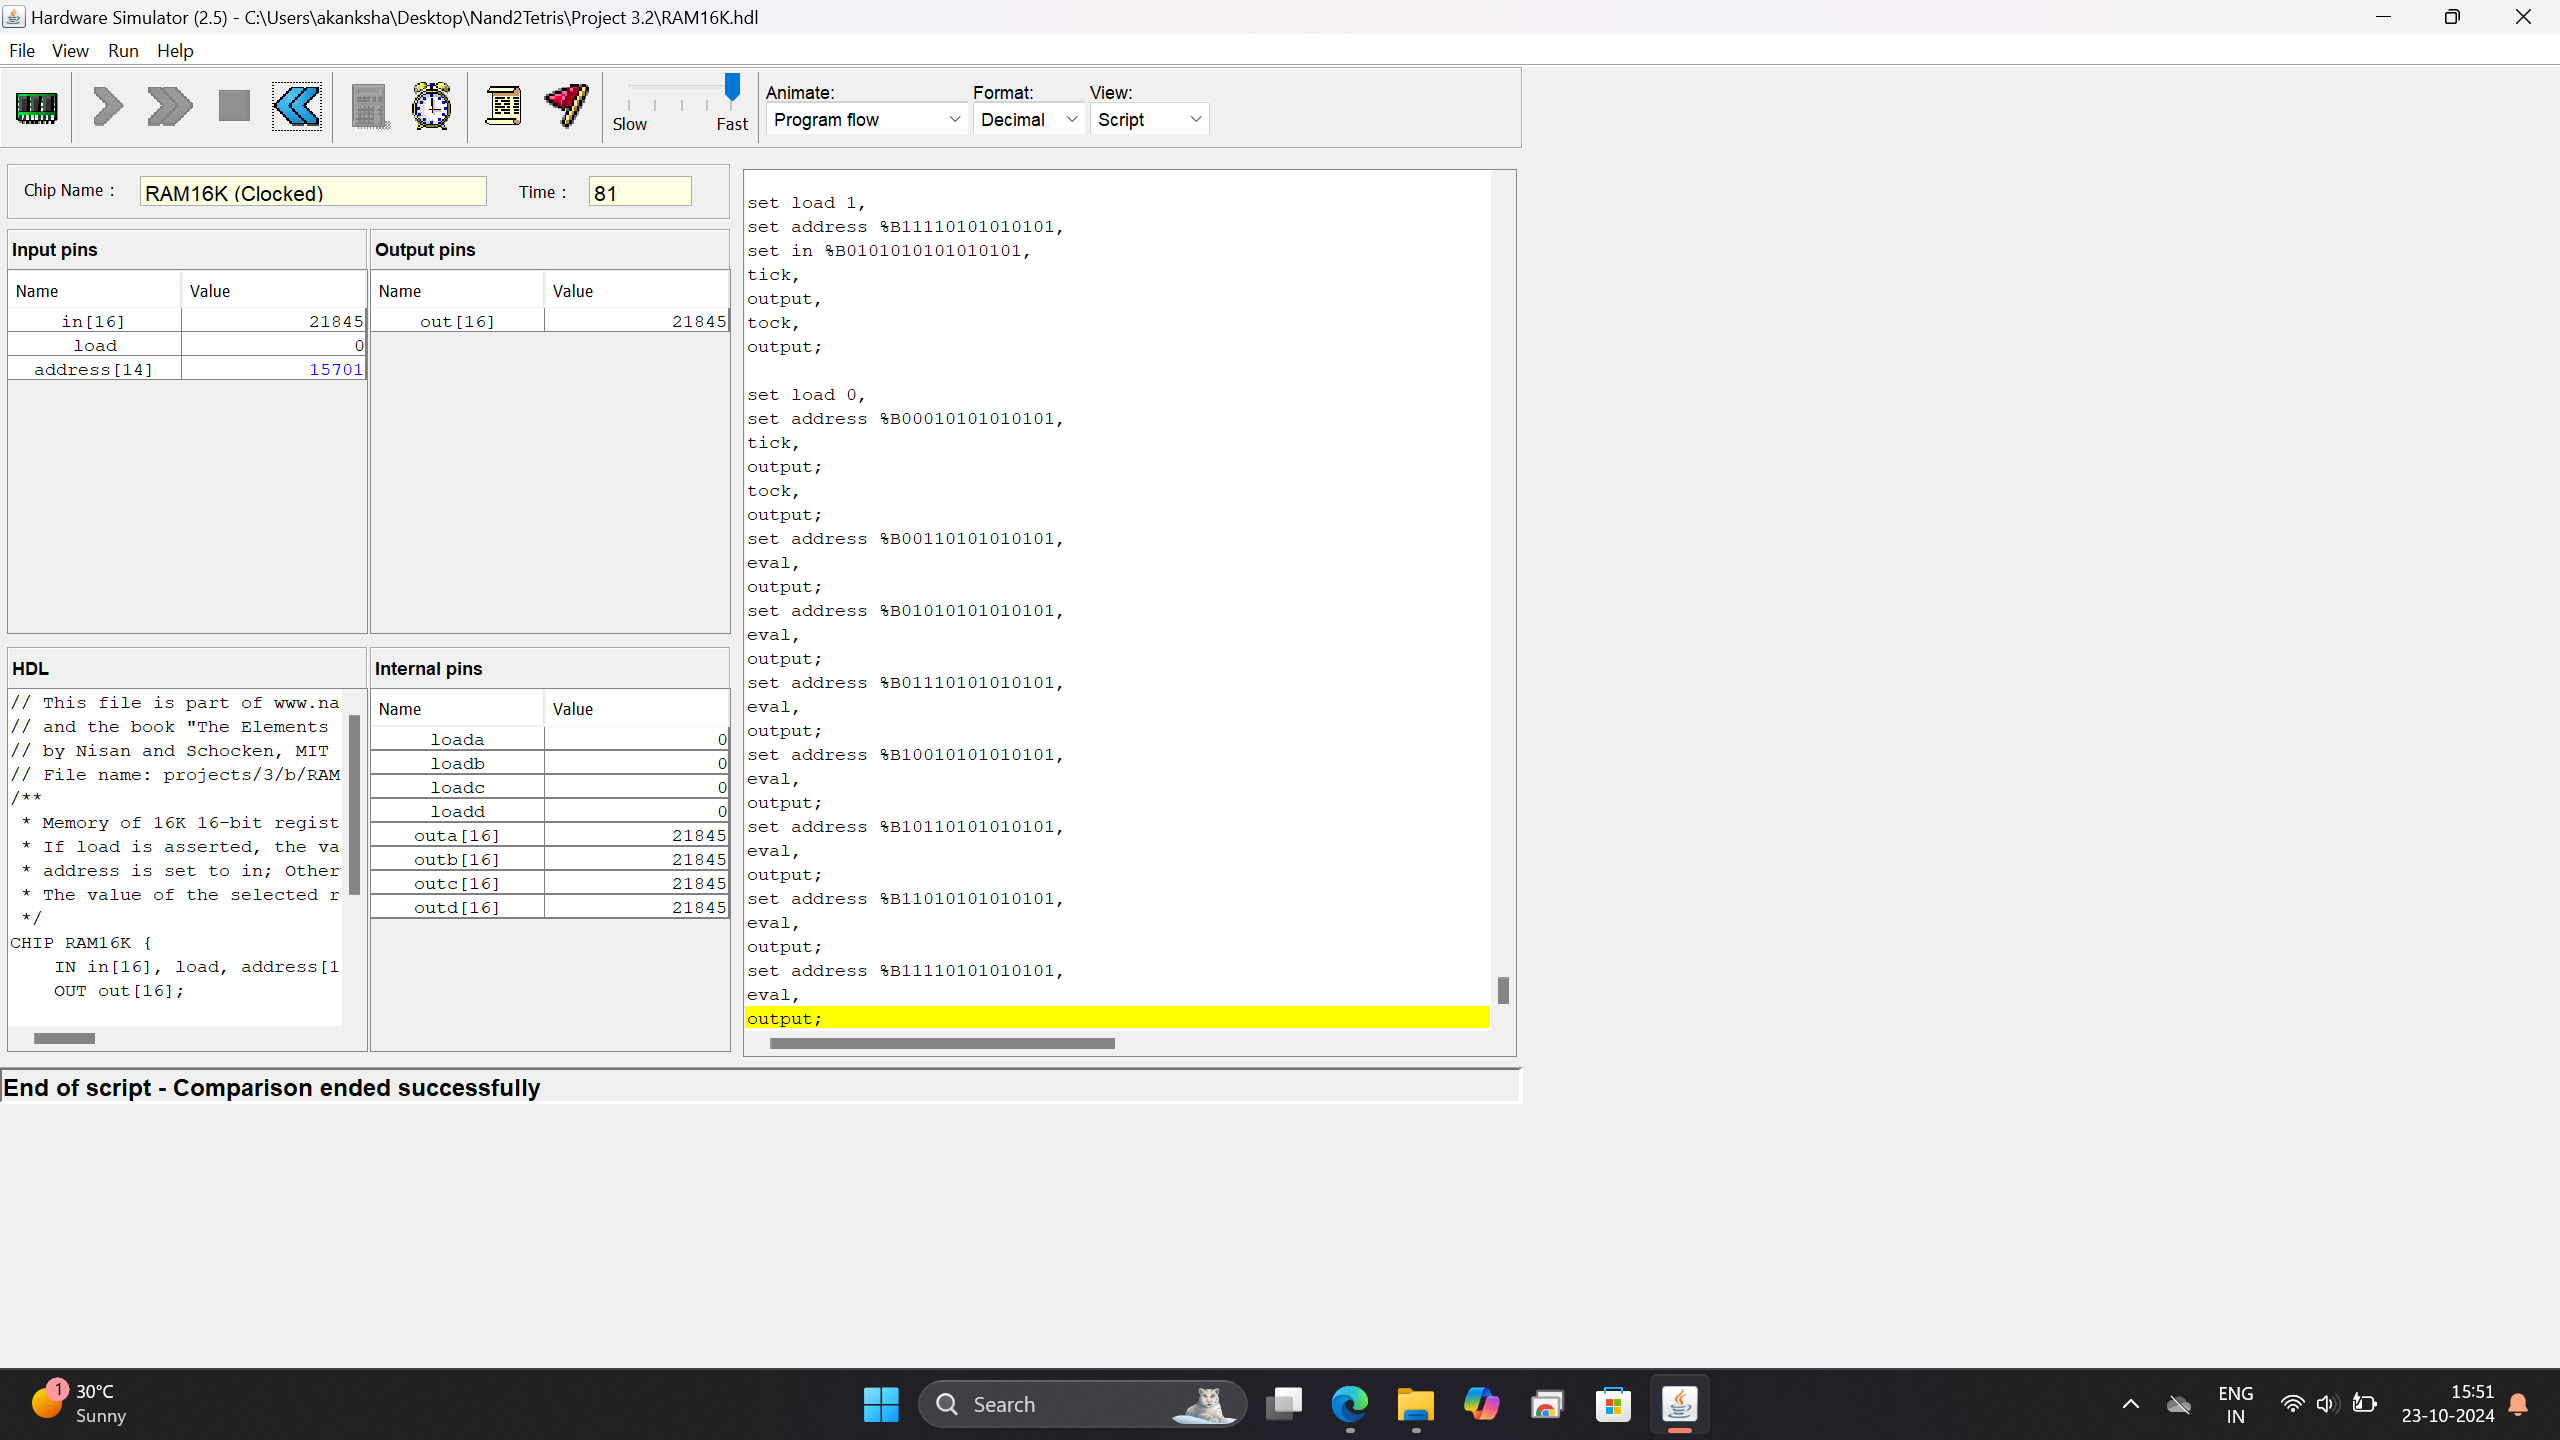 Hardware Simulator (2.5) - C:\Users\akanksha\Desktop\Nand2Tetris\Project 3.2\RAM16K.hdl
File View Run Help
Slow Fast
Animate: Format: View:
Program flow Decimal Script
Chip Name : RAM16K (Clocked) Time : 81
Input pins
Name Value
in[16] 21845
load 0
address[14] 15701
Output pins
Name Value
out[16] 21845
HDL
// This file is part of www.na
// and the book "The Elements
// by Nisan and Schocken, MIT
// File name: projects/3/b/RAM
/**
* Memory of 16K 16-bit regist
* If load is asserted, the va
* address is set to in; Other
* The value of the selected r
*/
CHIP RAM16K {
IN in[16], load, address[1
OUT out[16];
Internal pins
Name Value
loada 0
loadb 0
loadc 0
loadd 0
outa[16] 21845
outb[16] 21845
outc[16] 21845
outd[16] 21845
set load 1,
set address %B11110101010101,
set in %B0101010101010101,
tick,
output,
tock,
output;
set load 0,
set address %B00010101010101,
tick,
output;
tock,
output;
set address %B00110101010101,
eval,
output;
set address %B01010101010101,
eval,
output;
set address %B01110101010101,
eval,
output;
set address %B10010101010101,
eval,
output;
set address %B10110101010101,
eval,
output;
set address %B11010101010101,
eval,
output;
set address %B11110101010101,
eval,
output;
End of script - Comparison ended successfully
1
30°C
Sunny
Search
ENG
IN
15:51
23-10-2024